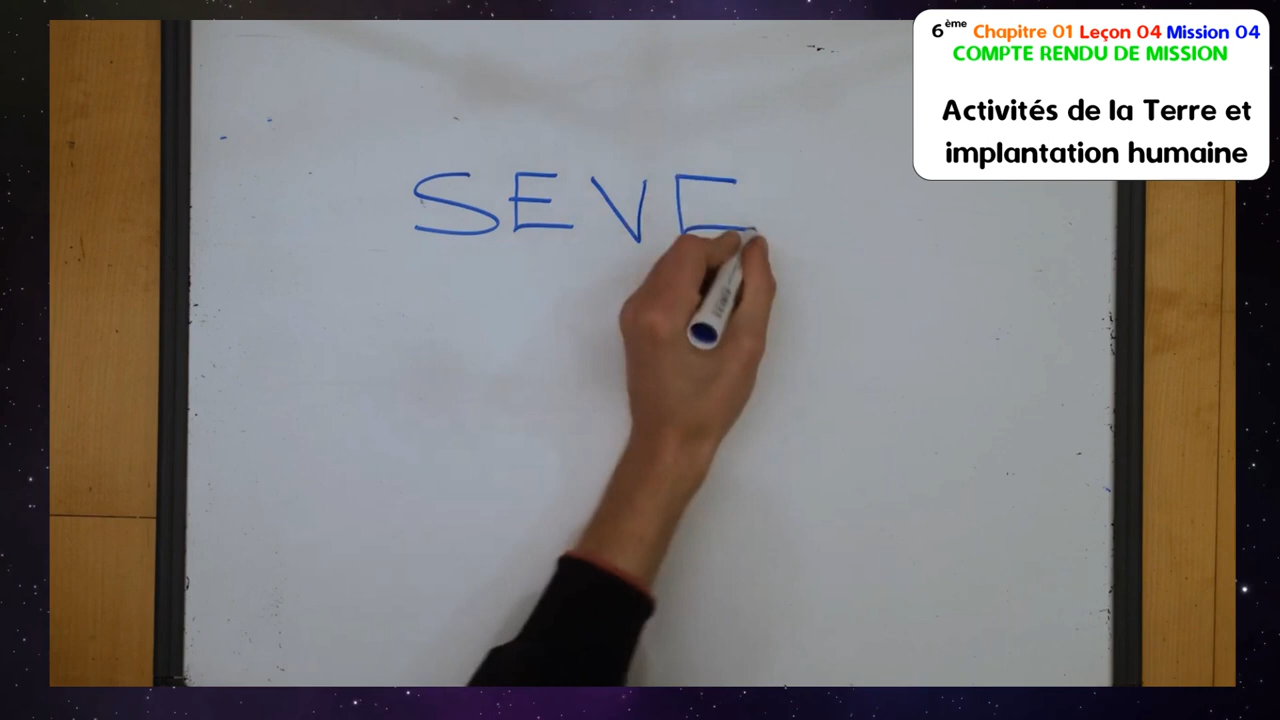 6ème Chapitre 01 Leçon 04 Mission 04
COMPTE RENDU DE MISSION
Activités de la Terre et
implantation humaine
SEVE